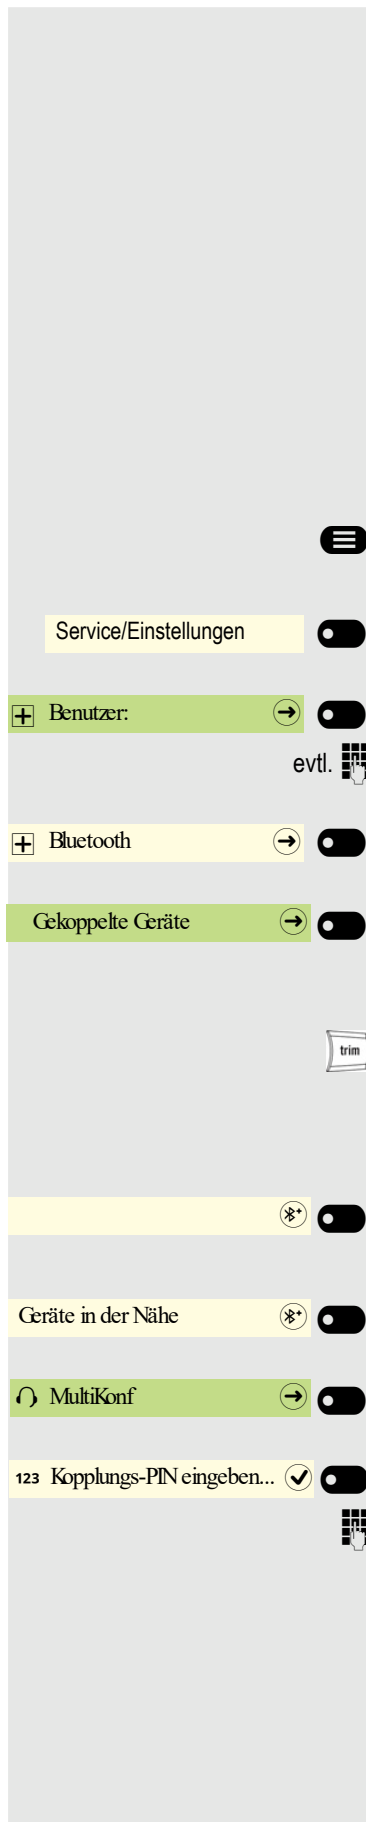 Service/Einstellungen
Benutzer:
evtl.
Bluetooth
Gekoppelte Geräte
trim
Geräte in der Nähe
MultiKonf
123 Kopplungs-PIN eingeben...